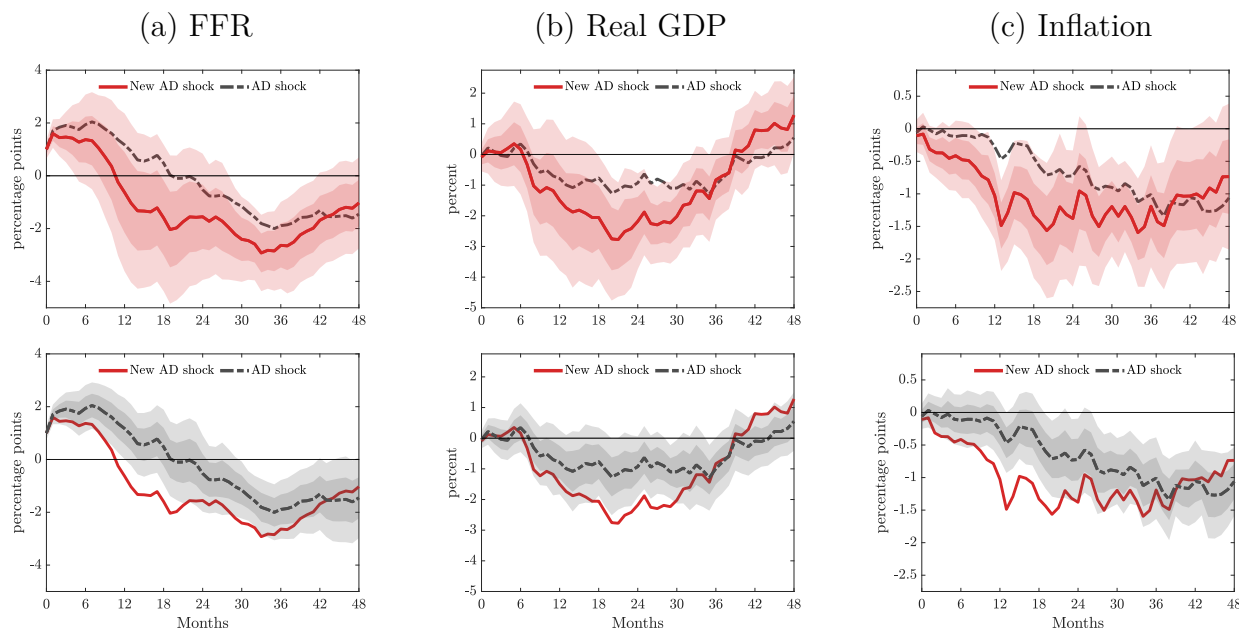 (a) FFR
(b) Real GDP
(c) Inflation
New AD shock AD shock
percentage points
4
2
0
-2
-4
0 6 12 18 24 30 36 42 48
New AD shock AD shock
percent
2
1
0
-1
-2
-3
-4
-5
0 6 12 18 24 30 36 42 48
New AD shock AD shock
percentage points
0.5
0
-0.5
-1
-1.5
-2
-2.5
0 6 12 18 24 30 36 42 48
New AD shock AD shock
percentage points
4
2
0
-2
-4
0 6 12 18 24 30 36 42 48
Months
New AD shock AD shock
percent
2
1
0
-1
-2
-3
-4
-5
0 6 12 18 24 30 36 42 48
Months
New AD shock AD shock
percentage points
0.5
0
-0.5
-1
-1.5
-2
-2.5
0 6 12 18 24 30 36 42 48
Months